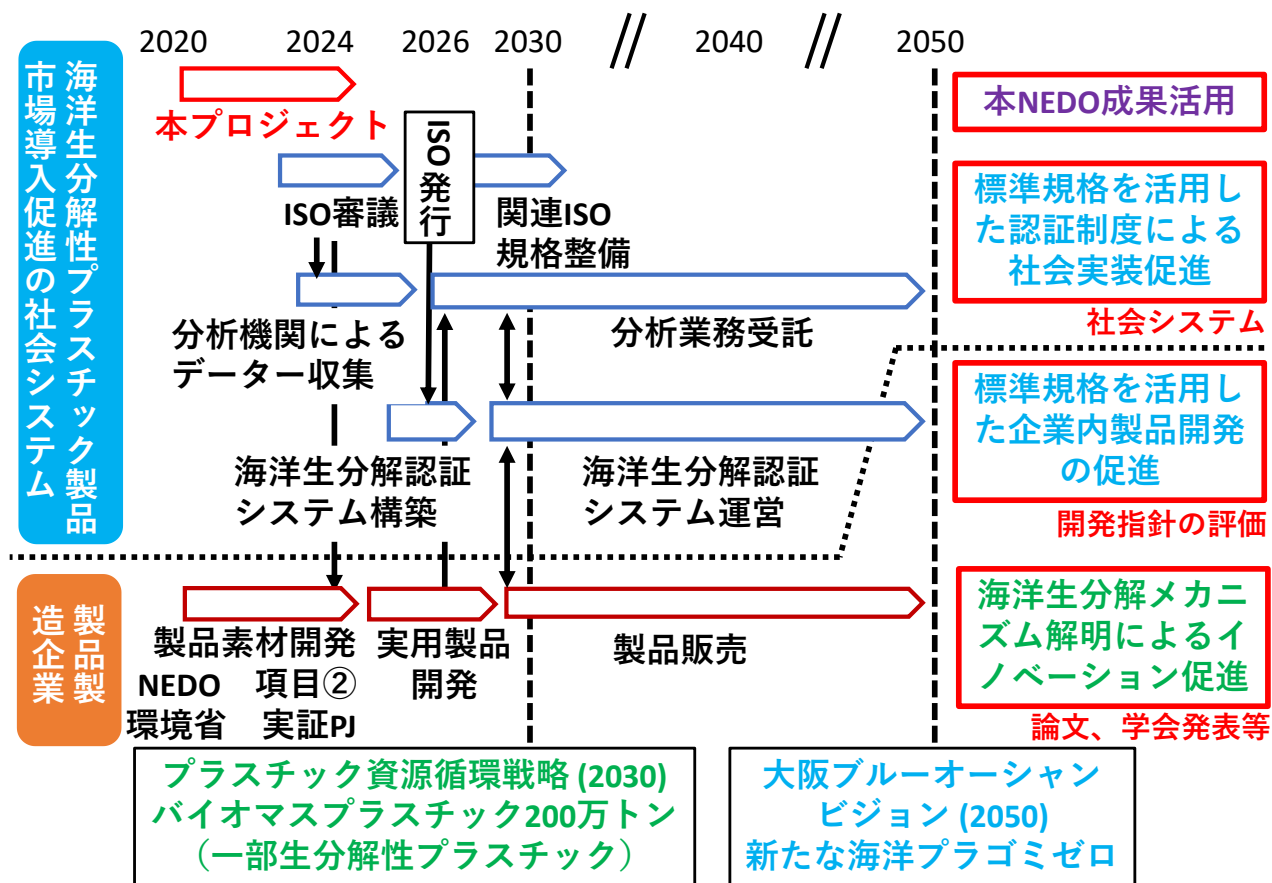 2020
2024
2026
2030
//
2040
//
2050
海洋生分解性プラスチック製品
市場導入促進の社会システム
本プロジェクト
ISO発行
ISO審議
関連ISO
規格整備
分析機関による
データー収集
分析業務受託
海洋生分解認証
システム構築
海洋生分解認証
システム運営
製品製
造企業
製品素材開発
NEDO 項目②
環境省 実証PJ
実用製品
開発
製品販売
本NEDO成果活用
標準規格を活用し
た認証制度による
社会実装促進
社会システム
標準規格を活用し
た企業内製品開発
の促進
開発指針の評価
海洋生分解メカニ
ズム解明によるイ
ノベーション促進
論文、学会発表等
プラスチック資源循環戦略 (2030)
バイオマスプラスチック200万トン
（一部生分解性プラスチック）
大阪ブルーオーシャン
ビジョン (2050)
新たな海洋プラゴミゼロ